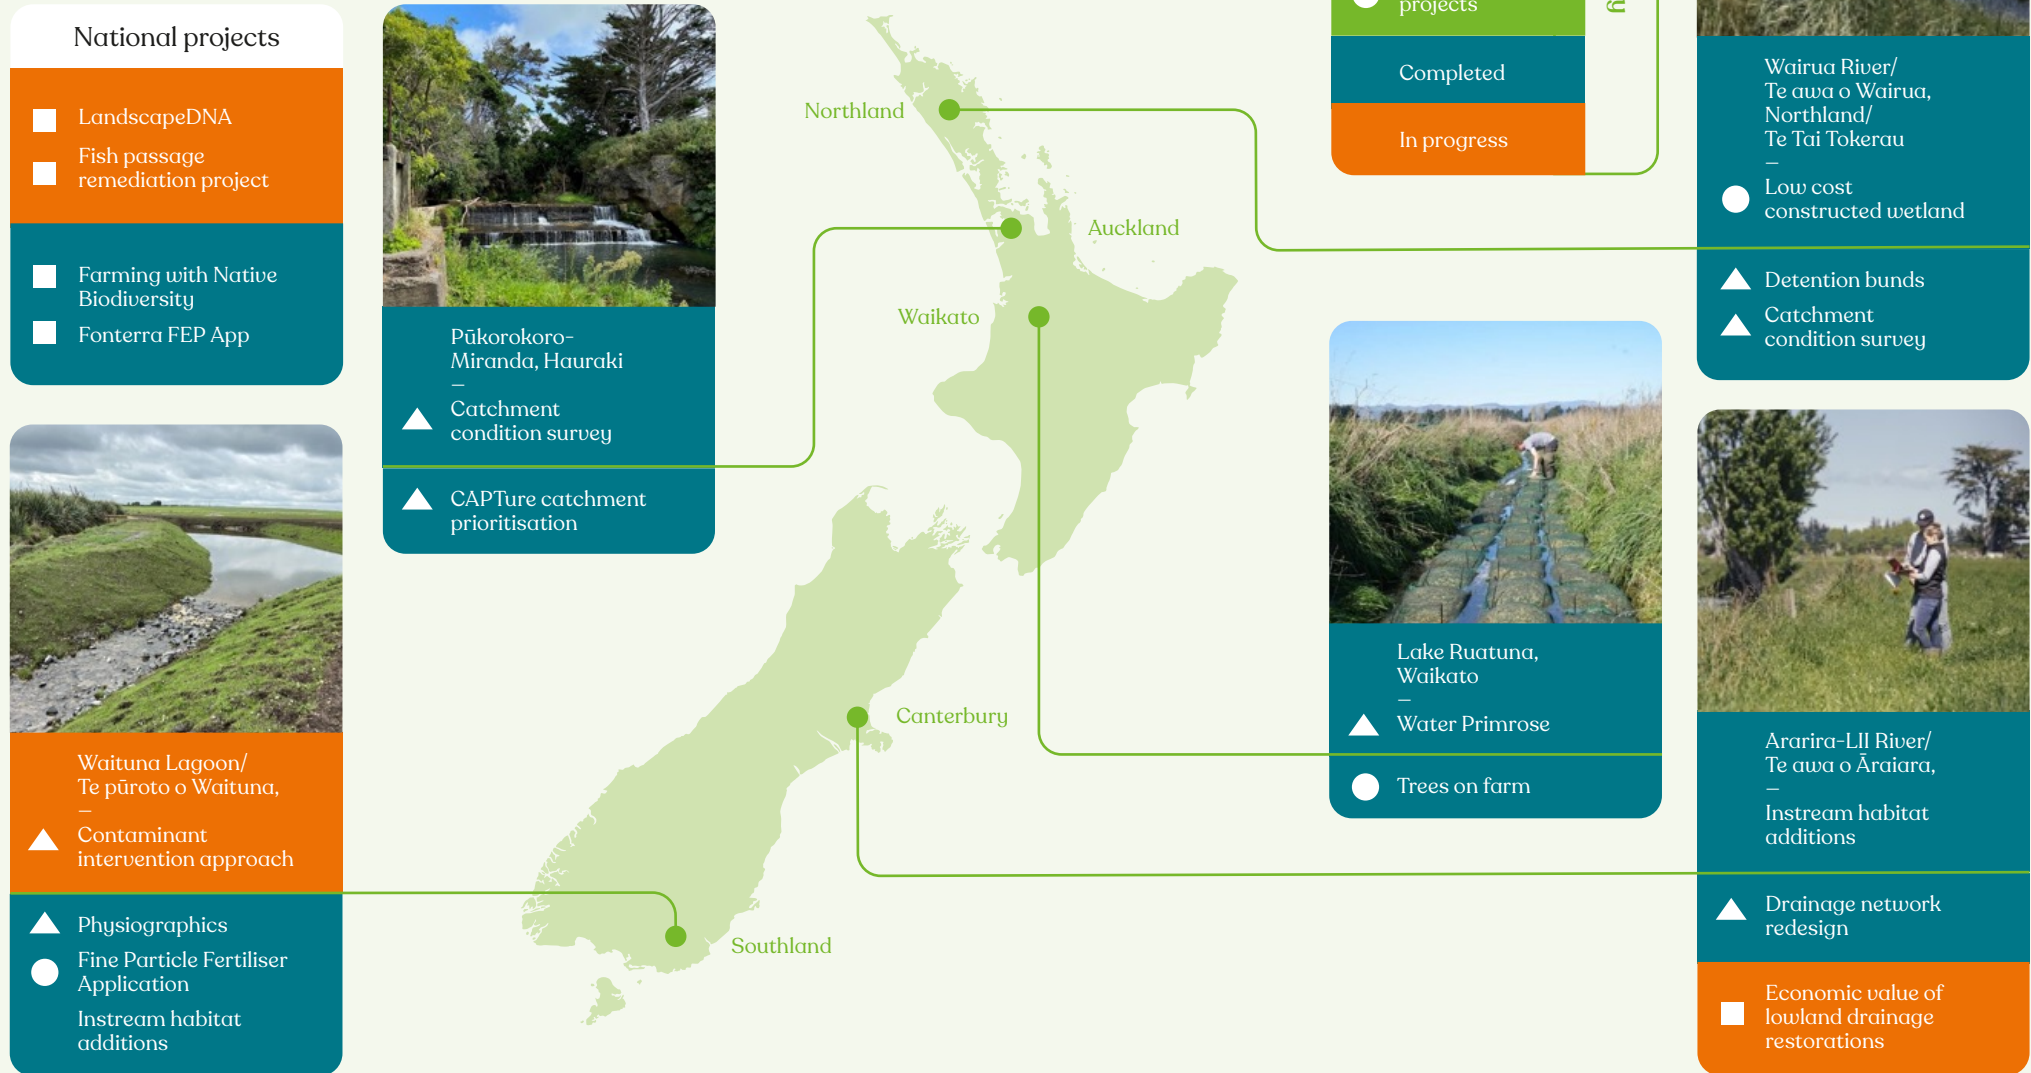 National projects
LandscapeDNA
Fish passage
remediation project
Farming with Native
Biodiversity
Fonterra FEP App
Pūkorokoro-
Miranda, Hauraki
–
Catchment
condition survey
CAPTure catchment
prioritisation
Northland
Auckland
Waikato
Canterbury
Southland
projects
Completed
In progress
Wairua River/
Te awa o Wairua,
Northland/
Te Tai Tokerau
–
Low cost
constructed wetland
Detention bunds
Catchment
condition survey
Waituna Lagoon/
Te pūroto o Waituna,
–
Contaminant
intervention approach
Physiographics
Fine Particle Fertiliser
Application
Instream habitat
additions
Lake Ruatuna,
Waikato
–
Water Primrose
Trees on farm
Ararira-LII River/
Te awa o Āraiara,
–
Instream habitat
additions
Drainage network
redesign
Economic value of
lowland drainage
restorations